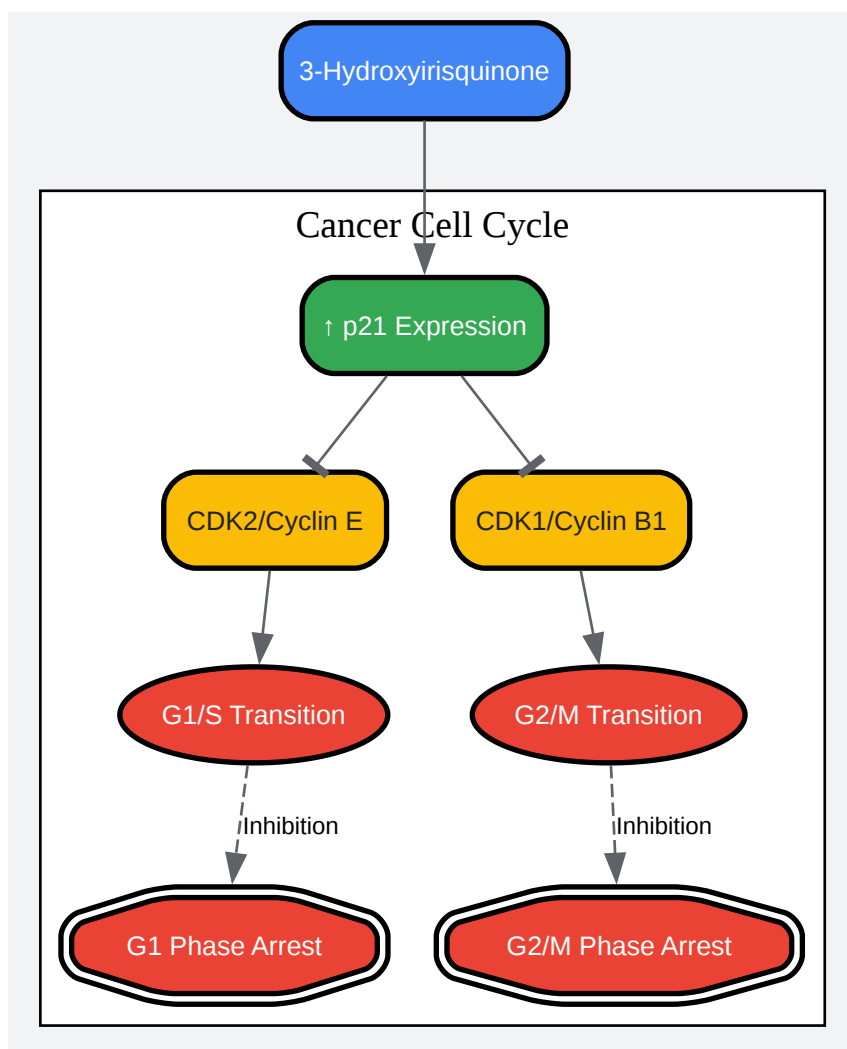 3-Hydroxyirisquinone
Cancer Cell Cycle
↑ p21 Expression
CDK2/Cyclin E
CDK1/Cyclin B1
G1/S Transition
G2/M Transition
Inhibition
Inhibition
G1 Phase Arrest
G2/M Phase Arrest